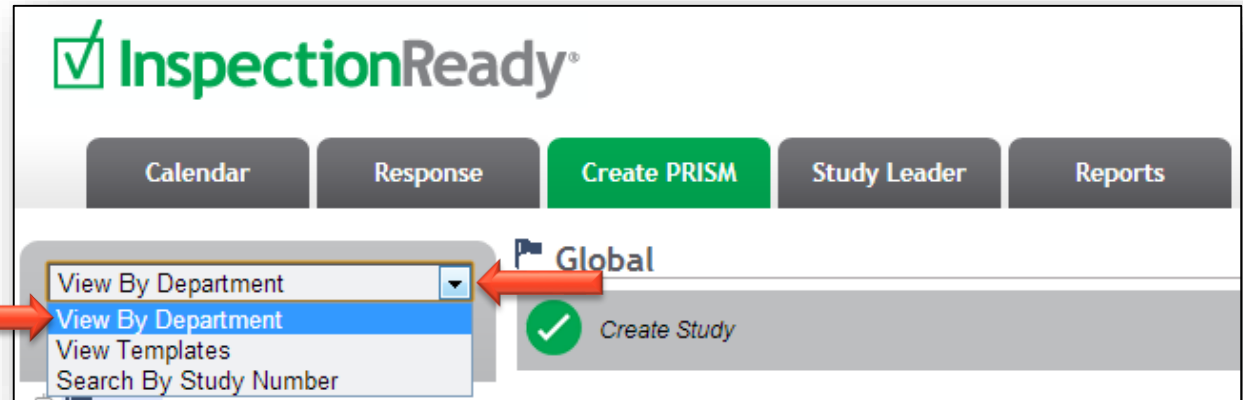 InspectionReady®
Calendar Response Create PRISM Study Leader Reports
Global
View By Department
View By Department
View Templates
Search By Study Number
Create Study